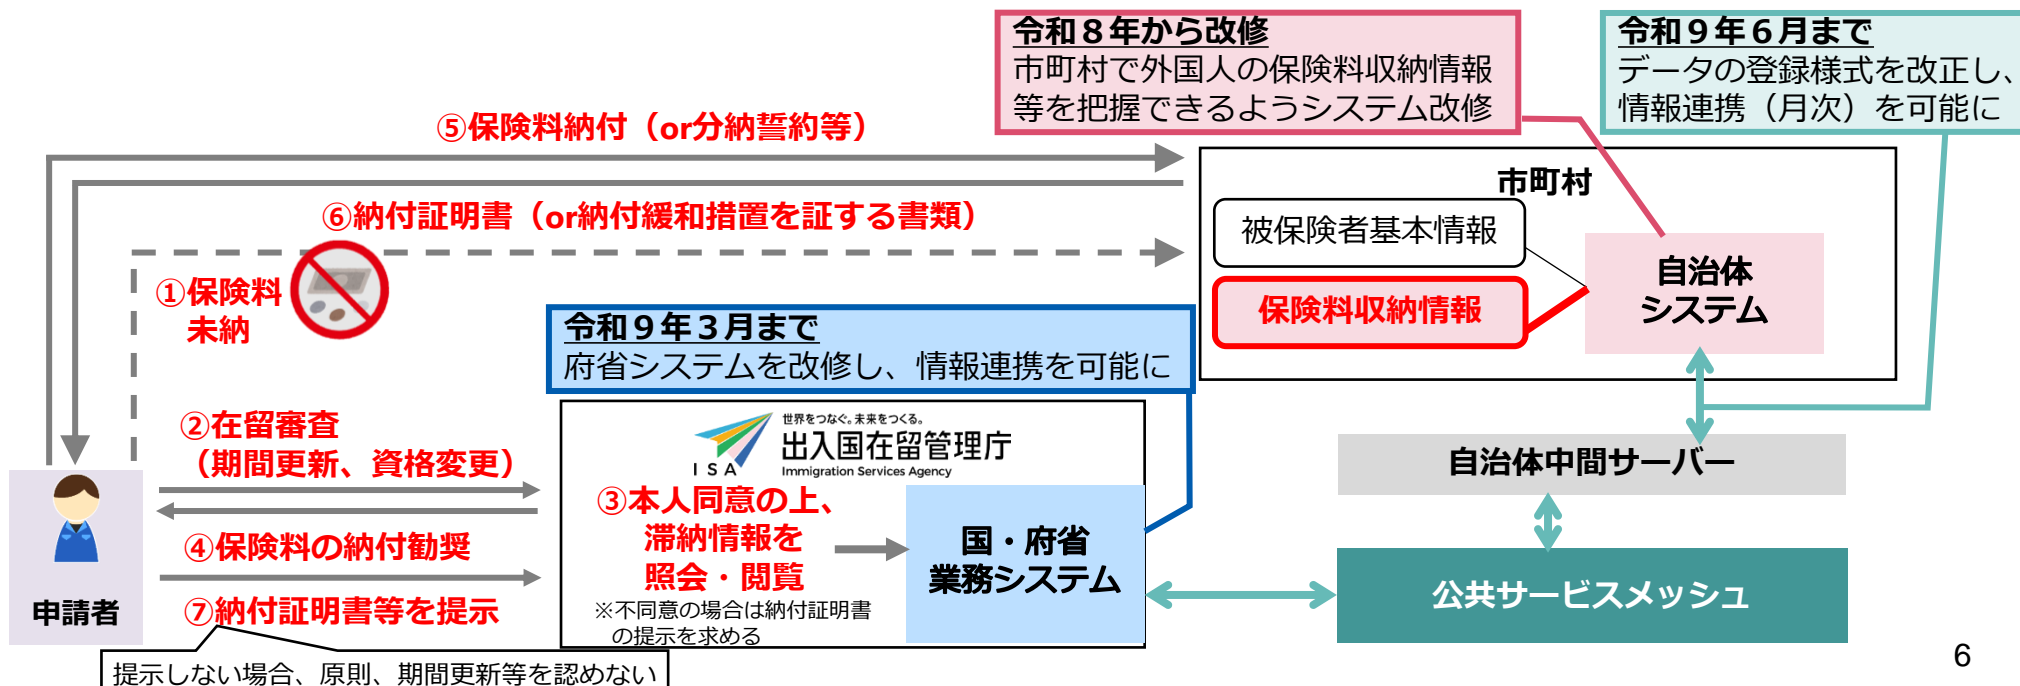 令和８年から改修
市町村で外国人の保険料収納情報
等を把握できるようシステム改修
令和９年６月まで
データの登録様式を改正し、
情報連携（月次）を可能に
⑤保険料納付（or分納誓約等）
⑥納付証明書（or納付緩和措置を証する書類）
①保険料
未納
市町村
被保険者基本情報
保険料収納情報
自治体
システム
令和９年３月まで
府省システムを改修し、情報連携を可能に
②在留審査
（期間更新、資格変更）
世界をつなぐ。未来をつくる。
出入国在留管理庁
ISA
Immigration Services Agency
③本人同意の上、
滞納情報を
照会・閲覧
※不同意の場合は納付証明書
の提示を求める
国・府省
業務システム
自治体中間サーバー
公共サービスメッシュ
④保険料の納付勧奨
⑦納付証明書等を提示
申請者
提示しない場合、原則、期間更新等を認めない
6